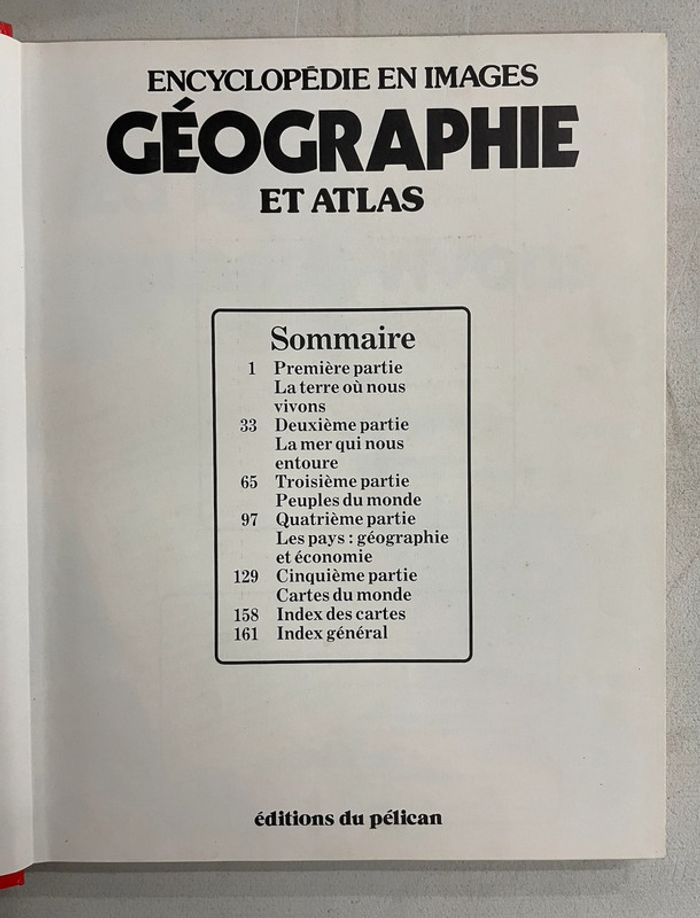 ENCYCLOPÉDIE EN IMAGES
GÉOGRAPHIE
ET ATLAS
Sommaire
1 Première partie
La terre où nous
vivons
33 Deuxième partie
La mer qui nous
entoure
65 Troisième partie
Peuples du monde
97 Quatrième partie
Les pays : géographie
et économie
129 Cinquième partie
Cartes du monde
158 Index des cartes
161 Index général
éditions du pélican